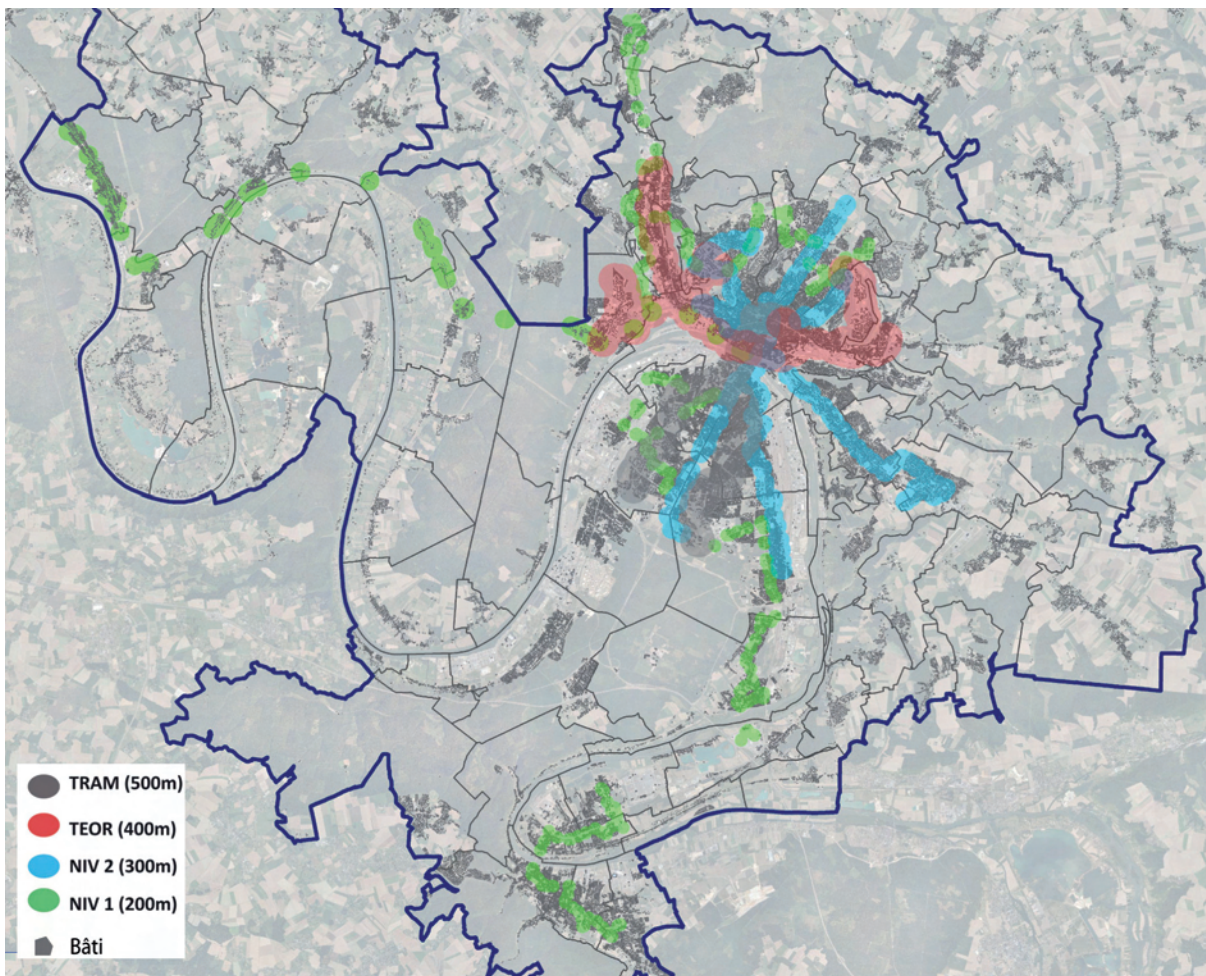 TRAM (500m)
TEOR (400m)
NIV 2 (300m)
NIV 1 (200m)
Bâti